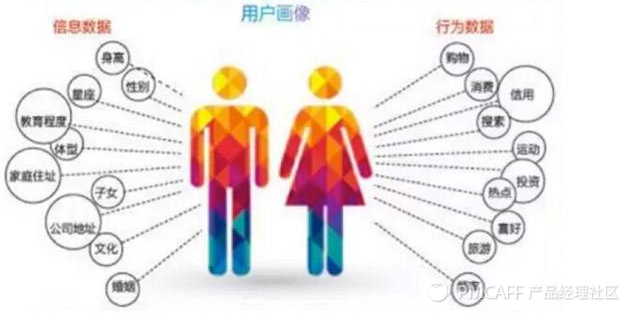 用户画像
信息数据
身高
性别
星座
教育程度
体型
家庭住址
子女
公司地址
文化
婚姻
行为数据
购物
消费
信用
搜索
运动
投资
热点
喜好
旅游
PMCAFF 产品经理社区